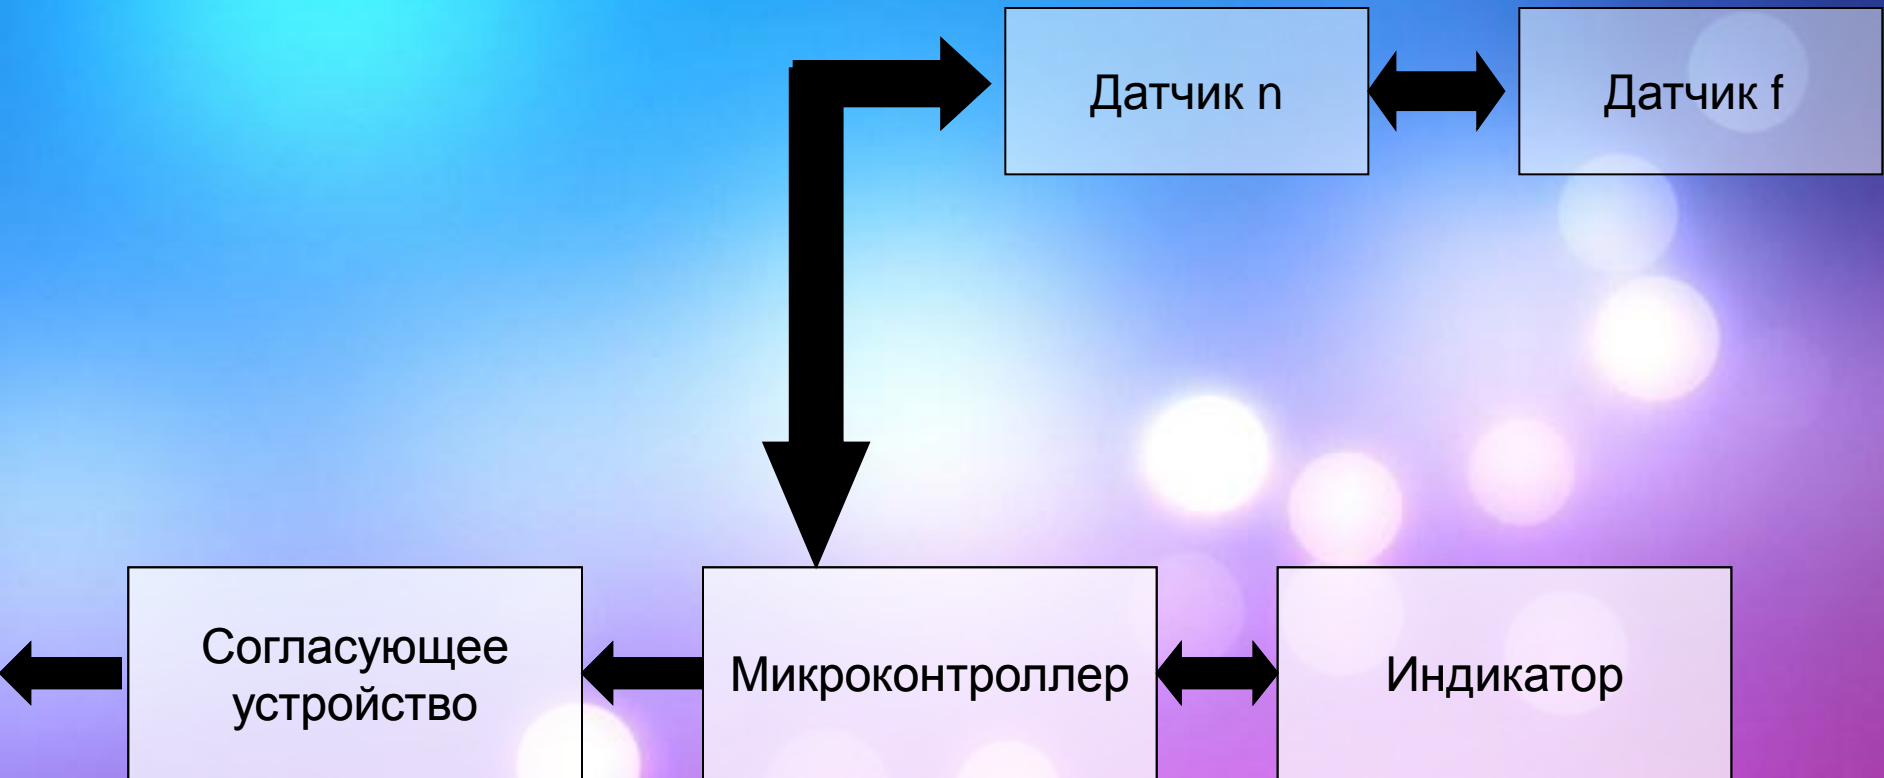 Датчик n
Датчик f
Согласующее
устройство
Микроконтроллер
Индикатор